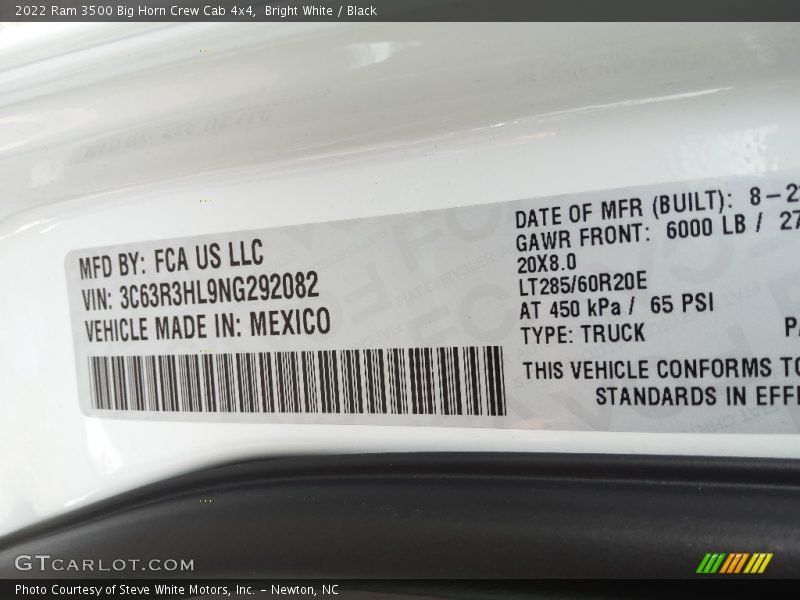 2022 Ram 3500 Big Horn Crew Cab 4x4,  Bright White / Black
MFD BY: FCA US LLC
VIN: 3C63R3HL9NG292082
VEHICLE MADE IN: MEXICO
DATE OF MFR (BUILT): 8-2
GAWR FRONT: 6000 LB / 27
20X8.0
LT285/60R20E
AT 450 kPa / 65 PSI
TYPE: TRUCK
THIS VEHICLE CONFORMS TO
STANDARDS IN EFF
GTCARLOT.COM
Photo Courtesy of Steve White Motors, Inc. – Newton, NC